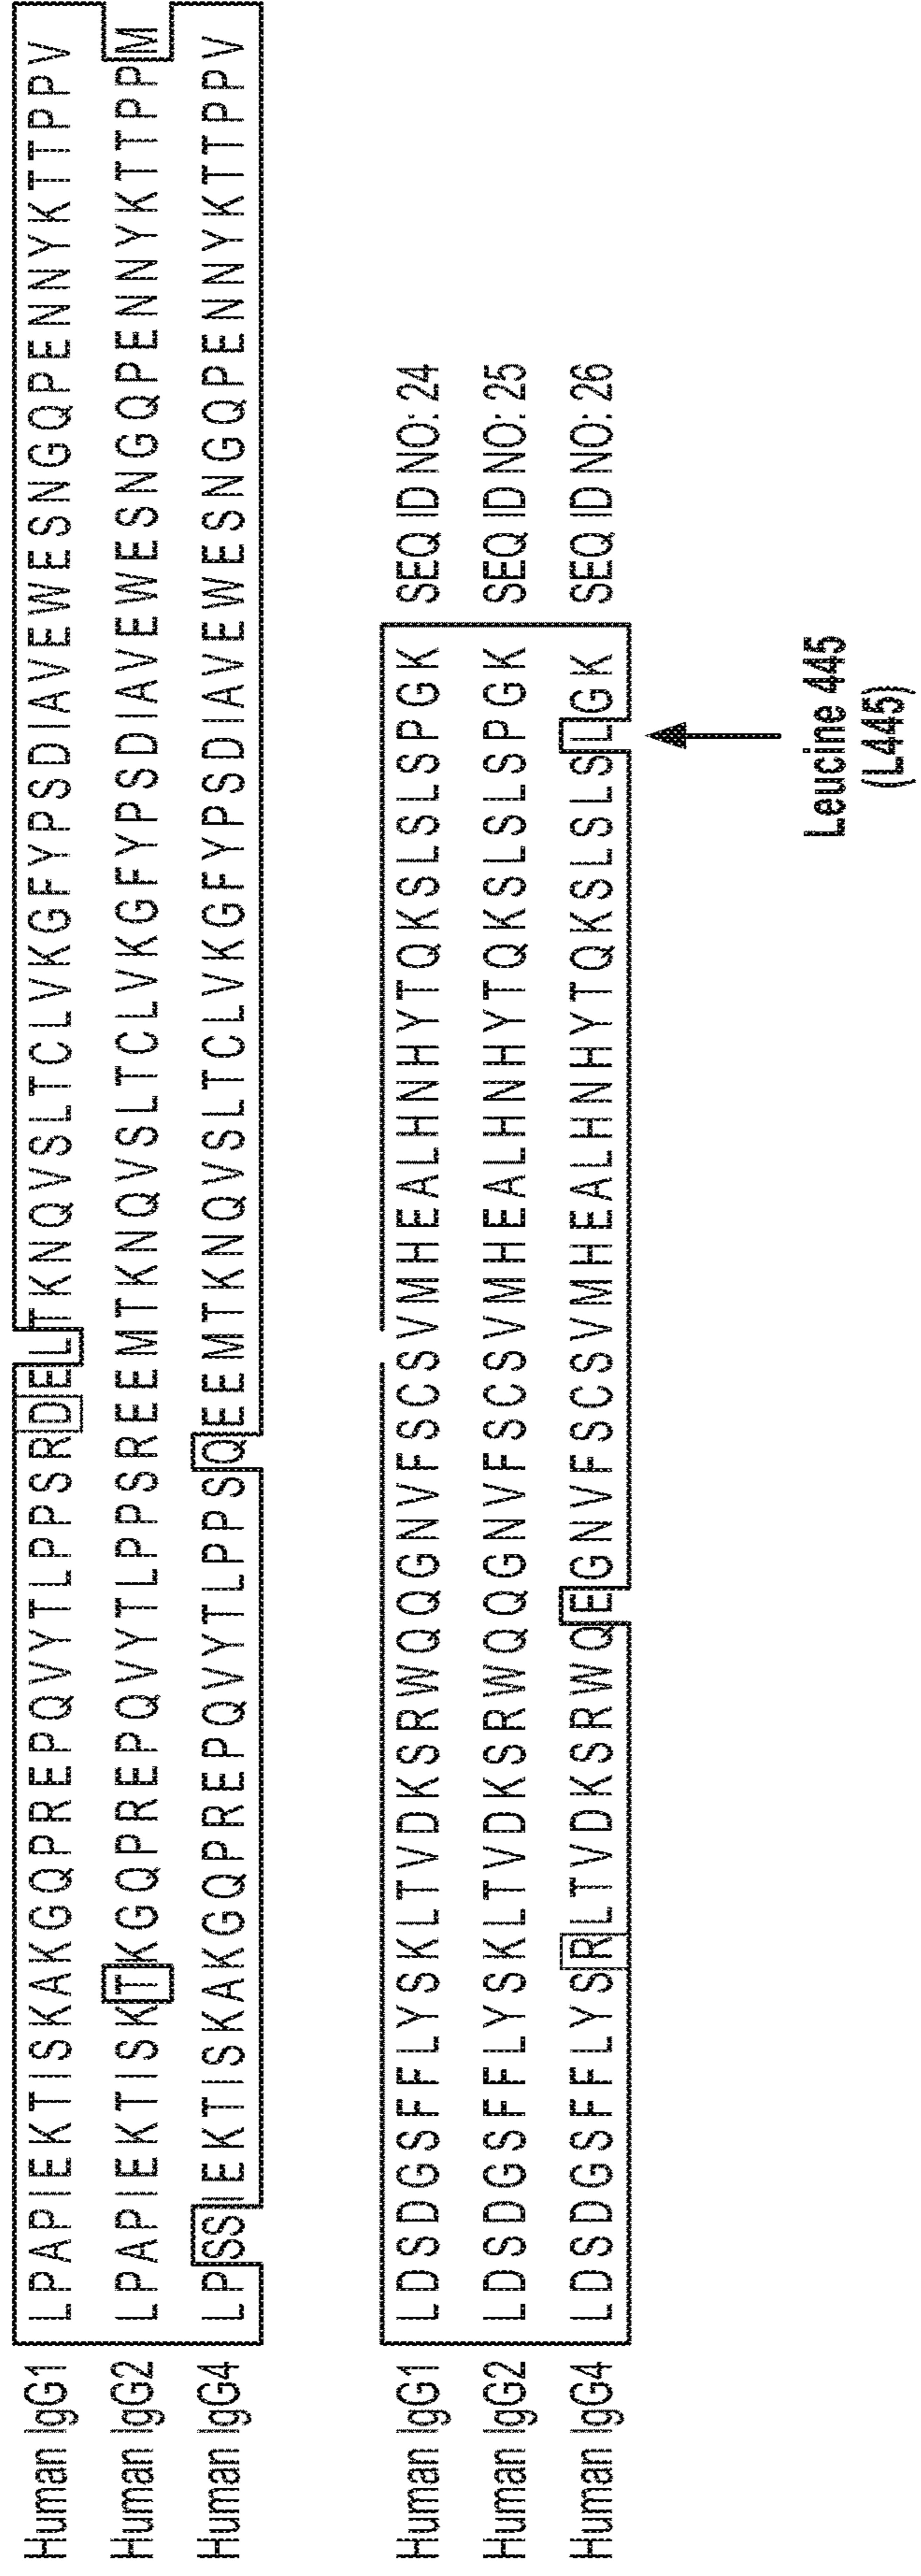 Human IgG1 LPAPIEKTISKAKGQPREPQVYTLPPSRDELTKNQVSLTCLVKGFYPSDIAVEWESNGQPENNYKTTPPV
Human IgG2 LPAPIEKTISKTKGQPREPQVYTLPPSREEMTKNQVSLTCLVKGFYPSDIAVEWESNGQPENNYKTTPPM
Human IgG4 LPSSIEKTISKAKGQPREPQVYTLPPSQEEMTKNQVSLTCLVKGFYPSDIAVEWESNGQPENNYKTTPPV
Human IgG1 LDSDGSFFLYSKLTVDKSRWQQGNVFSCSVMHEALHNHYTQKSLSLSPGK SEQ ID NO: 24
Human IgG2 LDSDGSFFLYSKLTVDKSRWQQGNVFSCSVMHEALHNHYTQKSLSLSPGK SEQ ID NO: 25
Human IgG4 LDSDGSFFLYSRLTVDKSRWQEGNVFSCSVMHEALHNHYTQKSLSLSLGK SEQ ID NO: 26
Leucine 445
(L445)